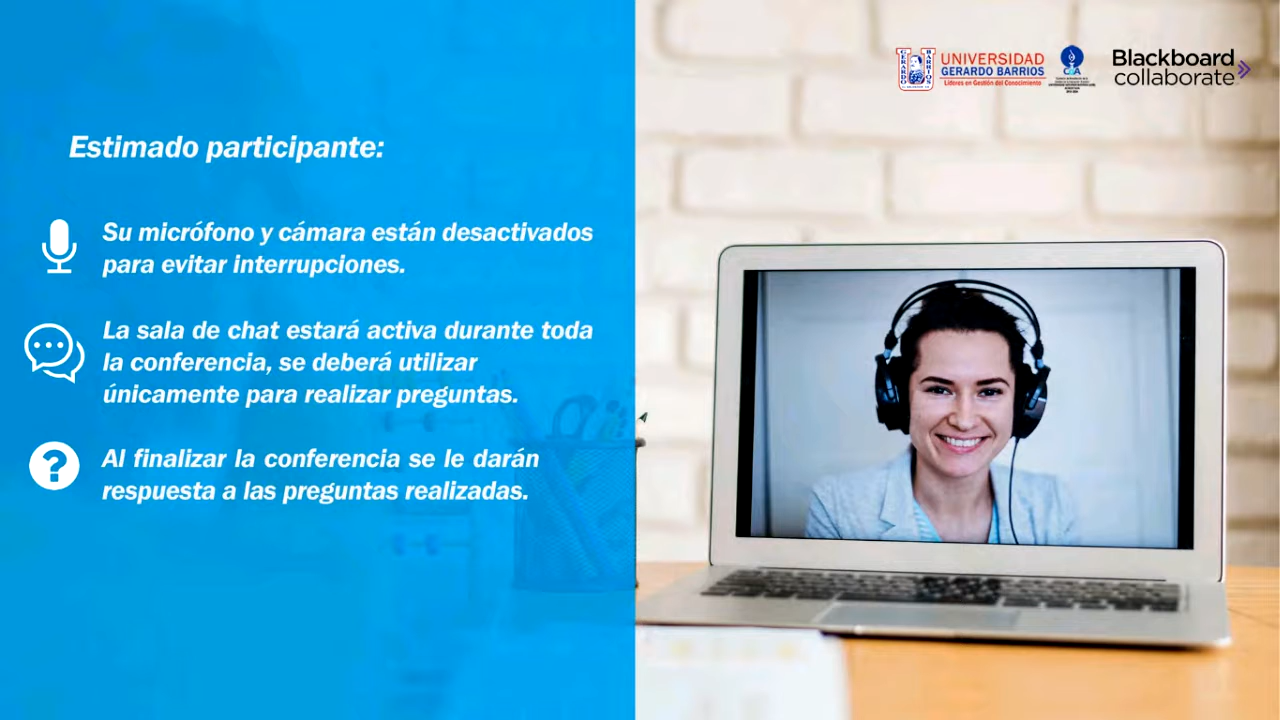 UNIVERSIDAD
GERARDO BARRIOS
Líderes en Gestión del Conocimiento
GERARDO
BARRIOS
Blackboard
collaborate
Estimado participante:
Su micrófono y cámara están desactivados
para evitar interrupciones.
La sala de chat estará activa durante toda
la conferencia, se deberá utilizar
únicamente para realizar preguntas.
Al finalizar la conferencia se le darán
respuesta a las preguntas realizadas.